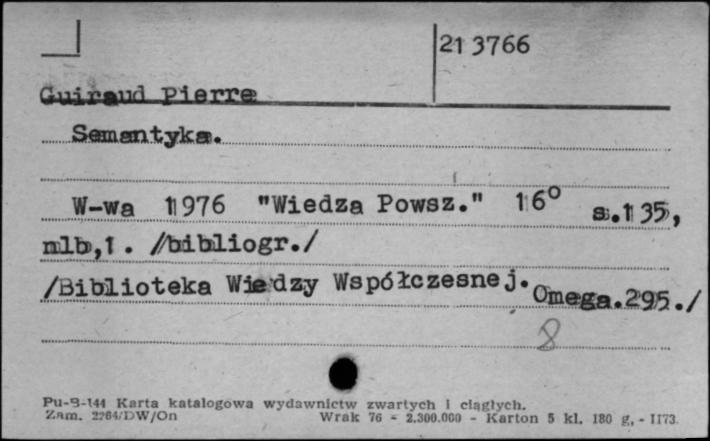 21 3766
Guiraud Pierre
Semantyka.
W-wa 1976 "Wiedza Powsz." 16° s.135,
nlb,1. /bibliogr./
/Biblioteka Wiedzy Współczesnej. Omega.295./
8
Pu-B-144 Karta katalogowa wydawnictw zwartych i ciągłych.
Zam. 2264/DW/On Wrak 76 - 2.300.000 - Karton 5 kl. 180 g, - II73.